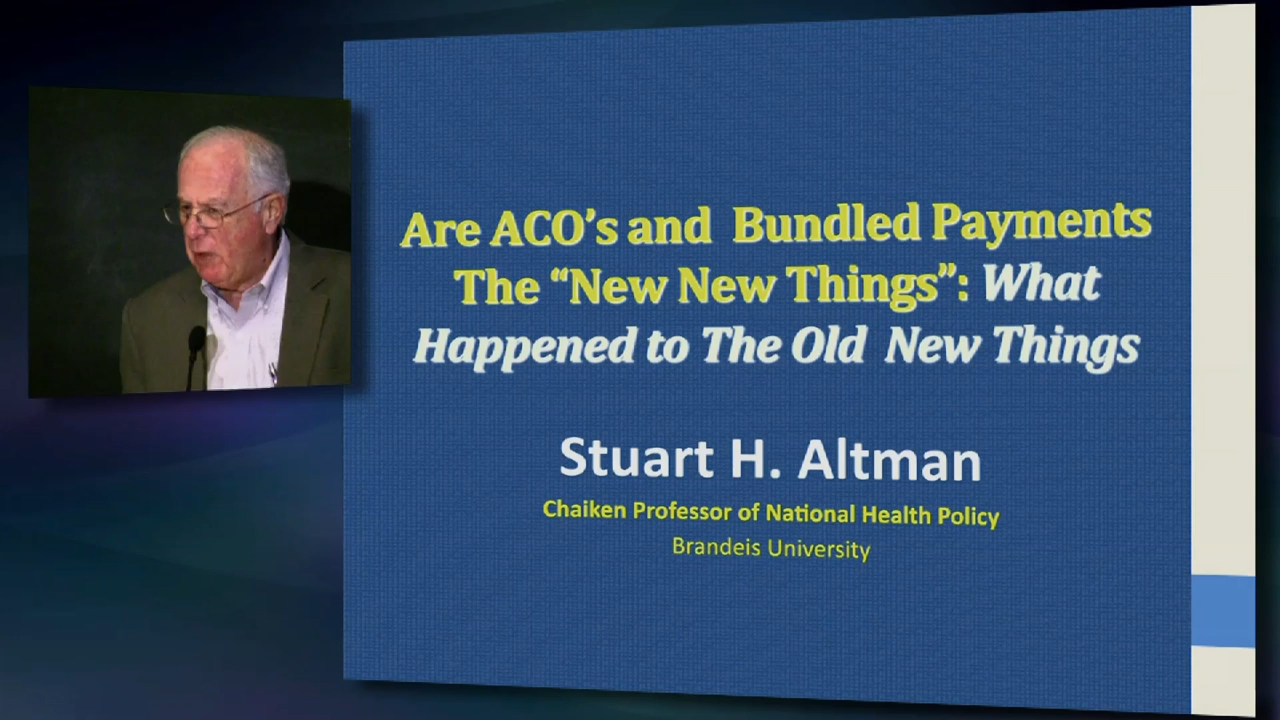 Are ACO’s and Bundled Payments
The “New New Things”: What
Happened to The Old New Things
Stuart H. Altman
Chaiken Professor of National Health Policy
Brandeis University